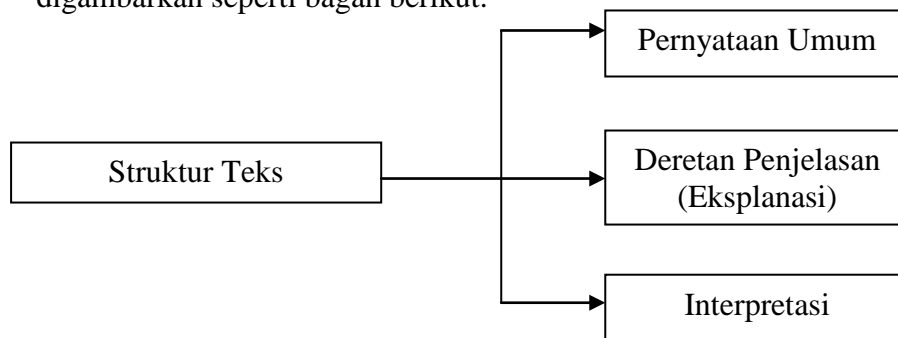 digambarkan seperti bagan berikut.
Pernyataan Umum
Struktur Teks
Deretan Penjelasan
(Eksplanasi)
Interpretasi